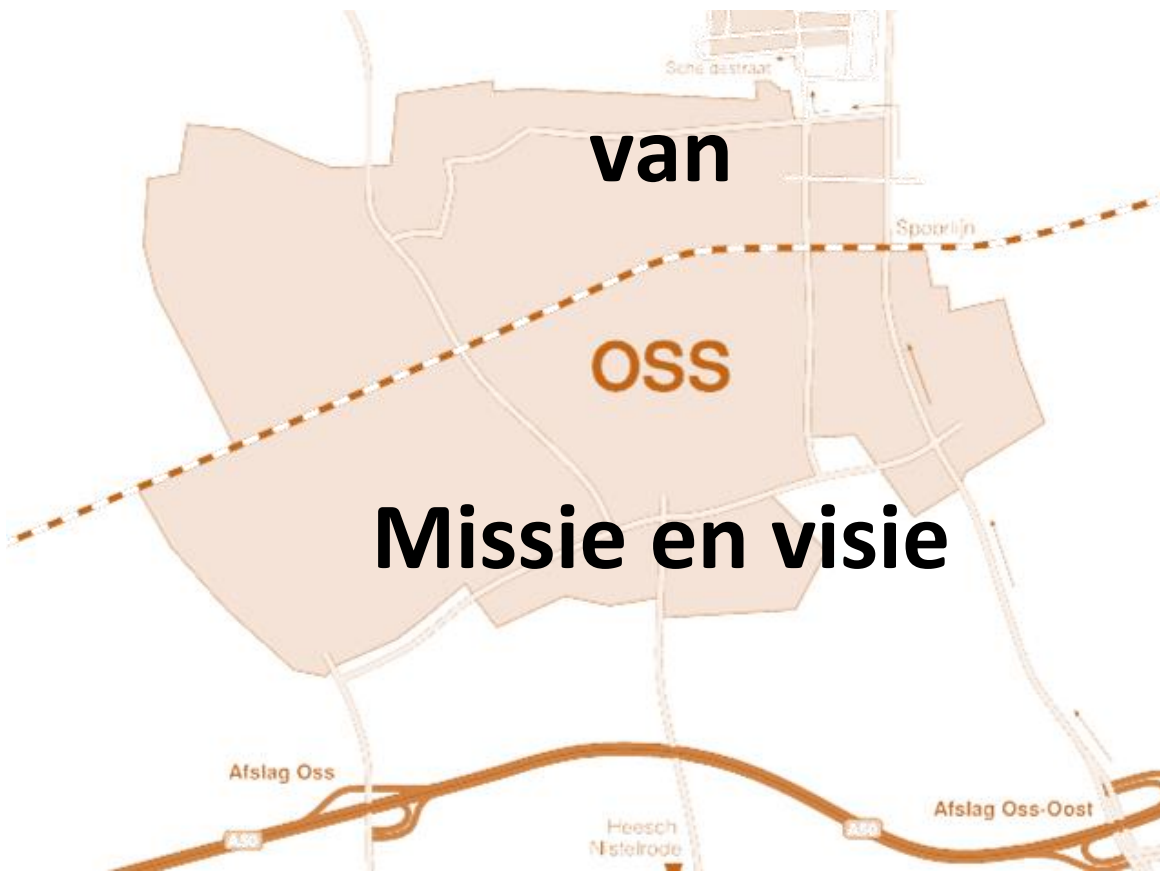 Schadestraat
van
Spoorlijn
OSS
Missie en visie
Afslag Oss
Afslag Oss-Oost
A50
A50
Heesch
Nistelrode